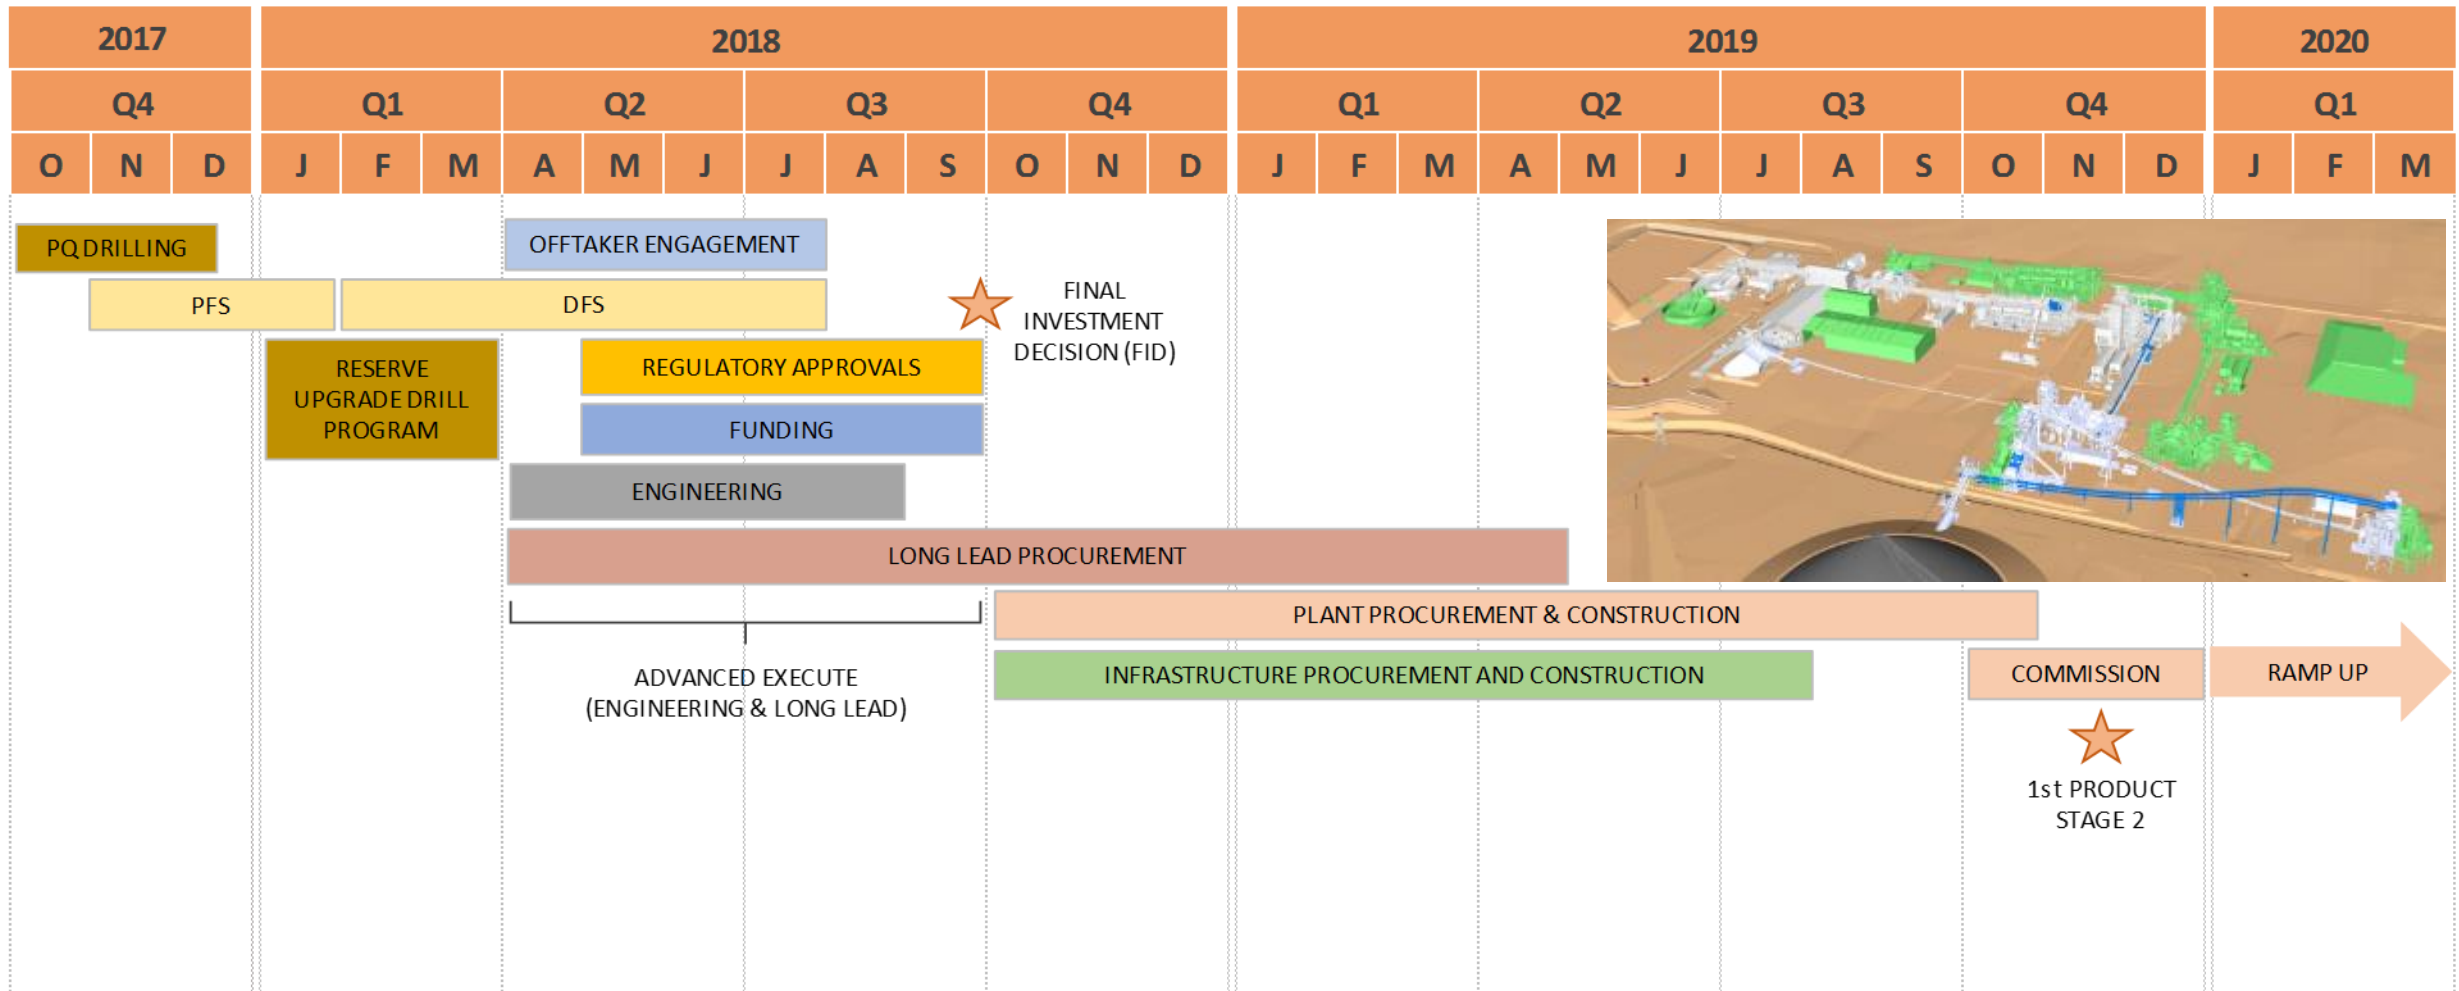 2017
2018
2019
2020
Q4
Q1
Q2
Q3
Q4
Q1
Q2
Q3
Q4
Q1
O N D J F M A M J J A S O N D J F M A M J J A S O N D J F M
PQ DRILLING
OFFTAKER ENGAGEMENT
PFS
DFS
FINAL
INVESTMENT
DECISION (FID)
RESERVE
UPGRADE DRILL
PROGRAM
REGULATORY APPROVALS
FUNDING
ENGINEERING
LONG LEAD PROCUREMENT
PLANT PROCUREMENT & CONSTRUCTION
ADVANCED EXECUTE
(ENGINEERING & LONG LEAD)
INFRASTRUCTURE PROCUREMENT AND CONSTRUCTION
COMMISSION
RAMP UP
1st PRODUCT
STAGE 2